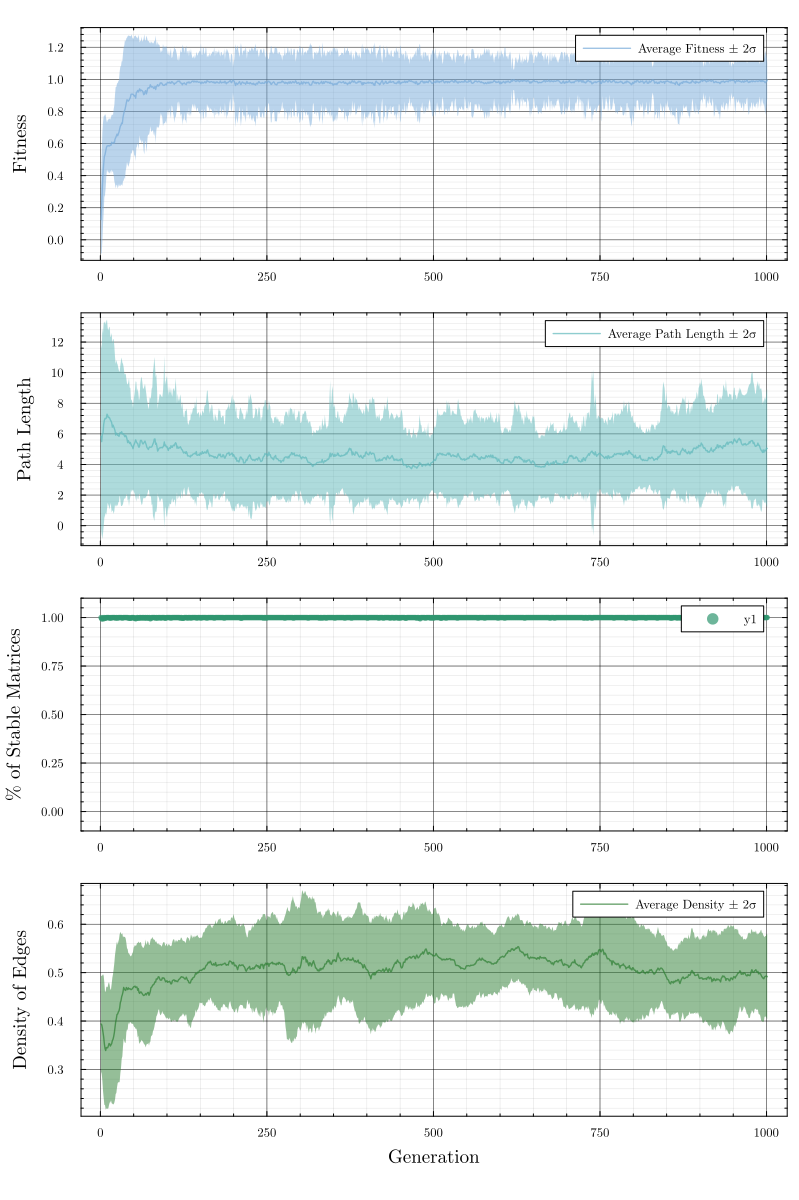 Fitness
1.2
1.0
0.8
0.6
0.4
0.2
0.0
Average Fitness ± 2σ
0 250 500 750 1000
Path Length
12
10
8
6
4
2
0
Average Path Length ± 2σ
0 250 500 750 1000
% of Stable Matrices
1.00
0.75
0.50
0.25
0.00
y1
0 250 500 750 1000
Density of Edges
0.6
0.5
0.4
0.3
Average Density ± 2σ
0 250 500 750 1000
Generation